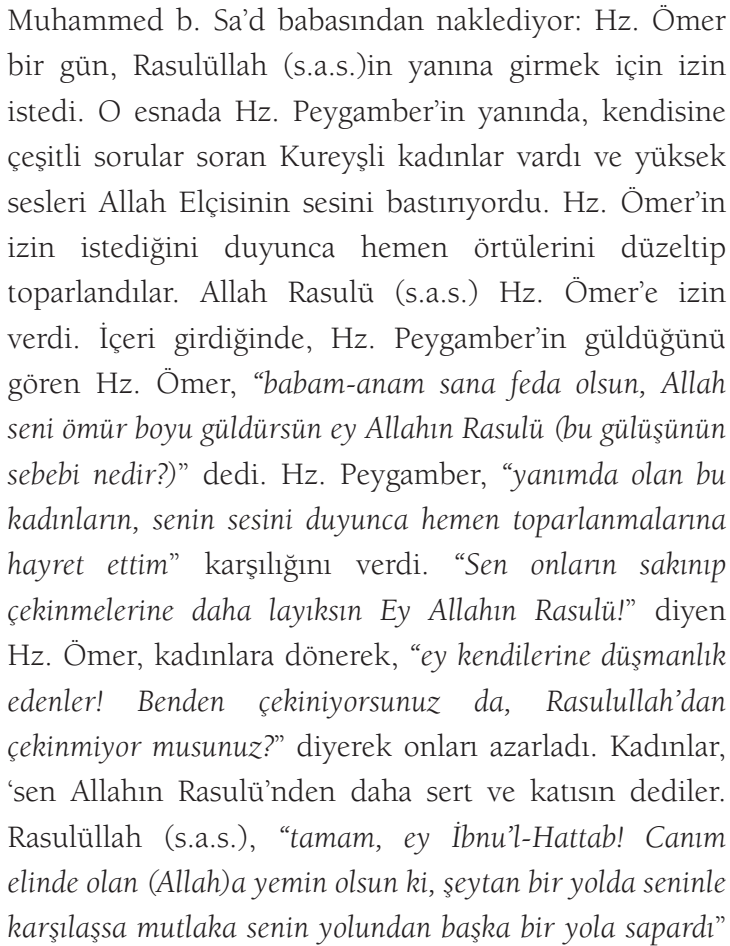 Muhammed b. Sa’d babasından naklediyor: Hz. Ömer
bir gün, Rasulüllah (s.a.s.)in yanına girmek için izin
istedi. O esnada Hz. Peygamber’in yanında, kendisine
çeşitli sorular soran Kureyşli kadınlar vardı ve yüksek
sesleri Allah Elçisinin sesini bastırıyordu. Hz. Ömer’in
izin istediğini duyunca hemen örtülerini düzeltip
toparlandılar. Allah Rasulü (s.a.s.) Hz. Ömer’e izin
verdi. İçeri girdiğinde, Hz. Peygamber’in güldüğünü
gören Hz. Ömer, “babam-anam sana feda olsun, Allah
seni ömür boyu güldürsün ey Allahın Rasulü (bu gülüşünün
sebebi nedir?)” dedi. Hz. Peygamber, “yanımda olan bu
kadınların, senin sesini duyunca hemen toparlanmalarına
hayret ettim” karşılığını verdi. “Sen onların sakınıp
çekinmelerine daha layıksın Ey Allahın Rasulü!” diyen
Hz. Ömer, kadınlara dönerek, “ey kendilerine düşmanlık
edenler! Benden çekiniyorsunuz da, Rasulullah’dan
çekinmiyor musunuz?” diyerek onları azarladı. Kadınlar,
‘sen Allahın Rasulü’nden daha sert ve katısın dediler.
Rasulüllah (s.a.s.), “tamam, ey İbnu’l-Hattab! Canım
elinde olan (Allah)a yemin olsun ki, şeytan bir yolda seninle
karşılaşsa mutlaka senin yolundan başka bir yola sapardı”